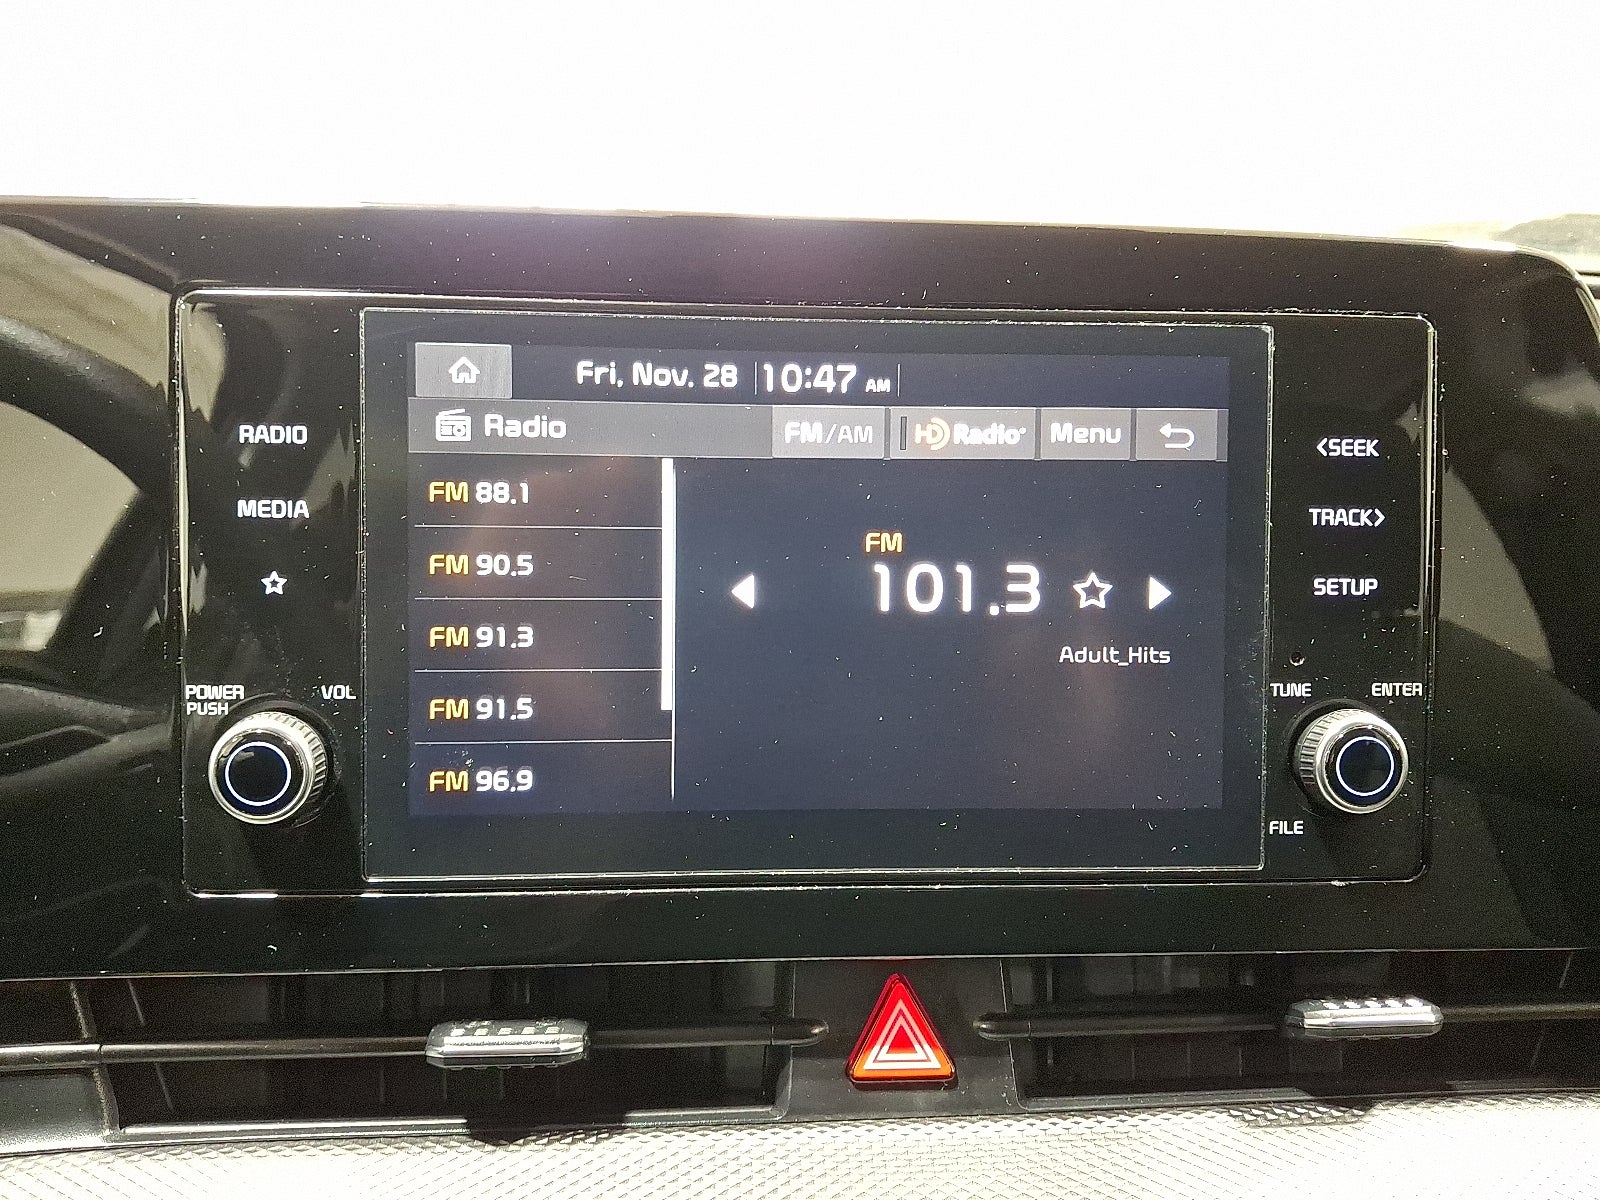 Fri, Nov. 28 10:47 AM
Radio FM/AM HD Radio Menu
RADIO
MEDIA
POWER
PUSH
VOL
FM 88.1
FM 90.5
FM 91.3
FM 91.5
FM 96.9
FM
101.3
Adult_Hits
<SEEK
TRACK>
SETUP
TUNE
ENTER
FILE